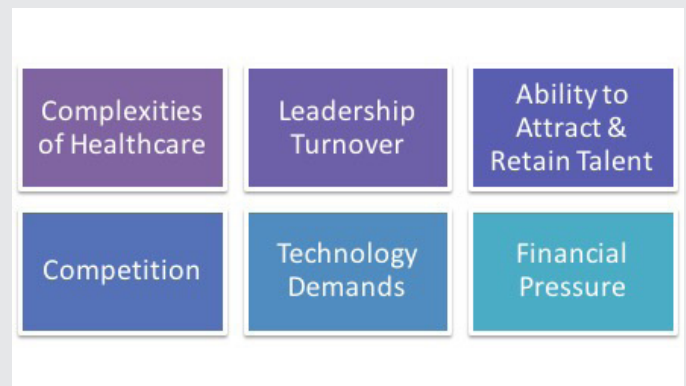 Complexities
of Healthcare
Leadership
Turnover
Ability to
Attract &
Retain Talent
Competition
Technology
Demands
Financial
Pressure